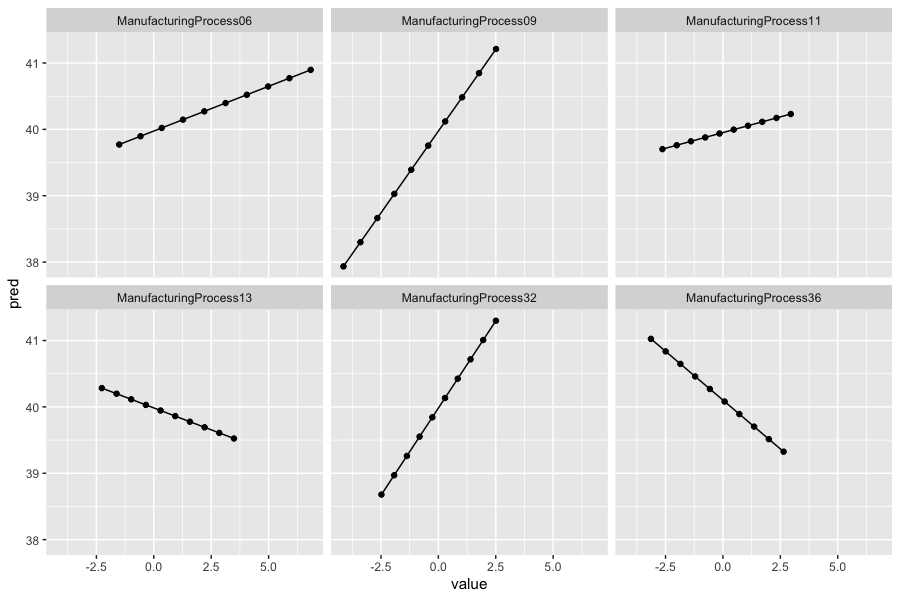 ManufacturingProcess06 ManufacturingProcess09 ManufacturingProcess11
41
40
39
38
ManufacturingProcess13 ManufacturingProcess32 ManufacturingProcess36
41
40
39
38
pred
-2.5 0.0 2.5 5.0 -2.5 0.0 2.5 5.0 -2.5 0.0 2.5 5.0
value